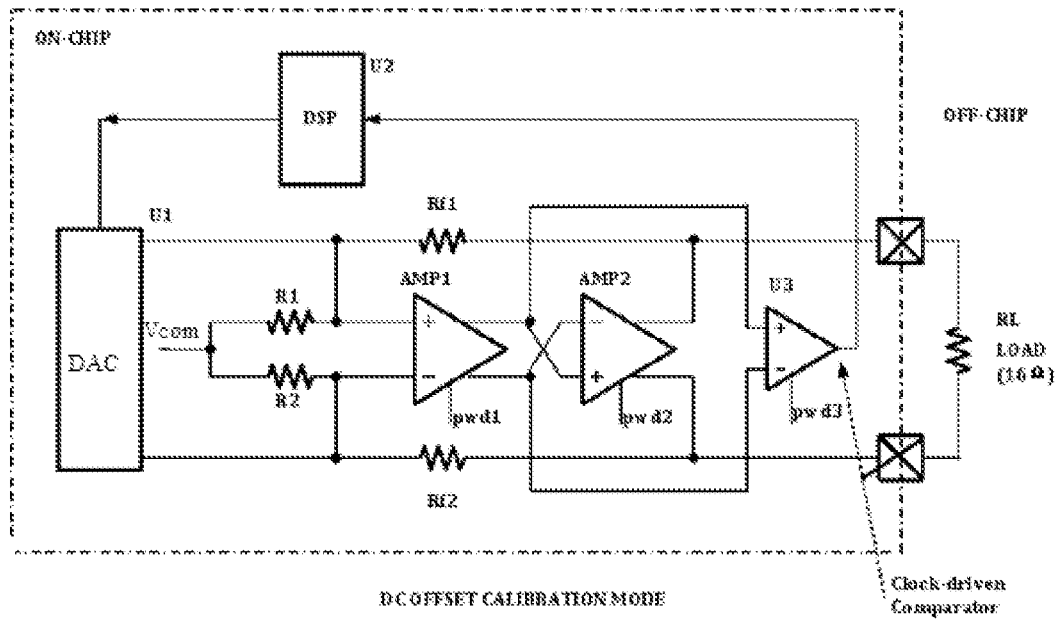 ON-CHIP
U2
DSP
OFF-CHIP
U1
Rf1
AMP1
AMP2
U3
R1
+
-
+
Vcom
RL
LOAD
(16 Ω)
DAC
-
+
-
R2
pwd1
pwd2
pwd3
Rf2
DC OFFSET CALIBRATION MODE
Clock-driven
Comparator